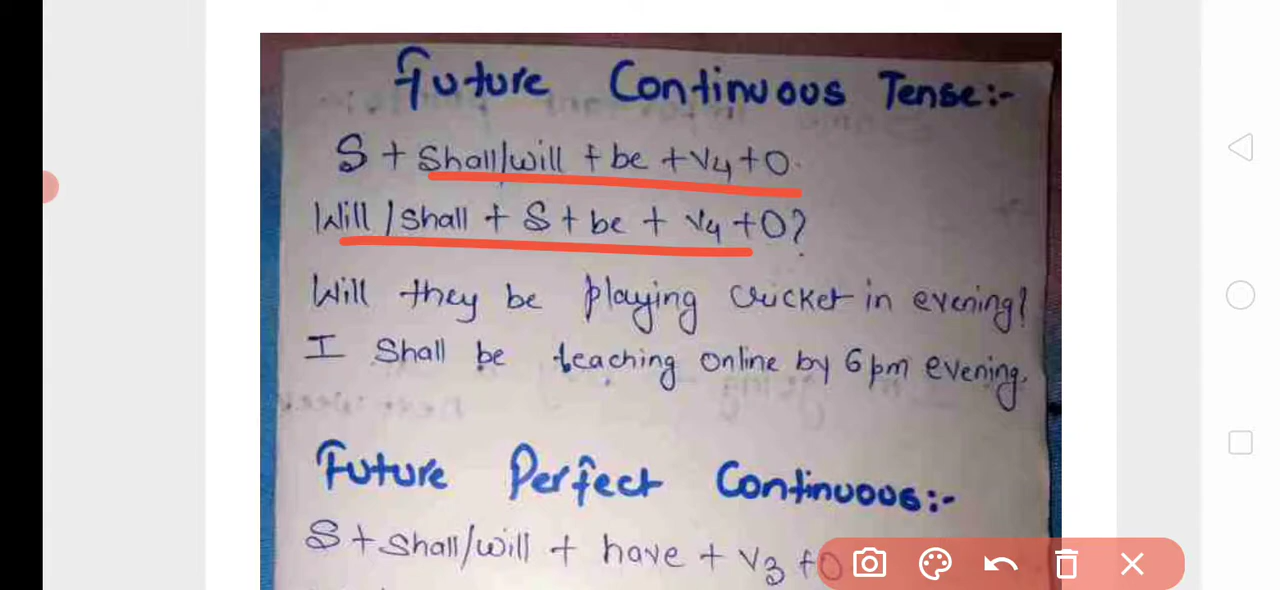 Future Continuous Tense:-
S + Shall/will + be + V4 + O.
Will / Shall + S + be + V4 + O?
Will they be playing cricket in evening?
I Shall be teaching online by 6 pm evening.
Future Perfect Continuous:-
S + Shall/will + have + V3 + O